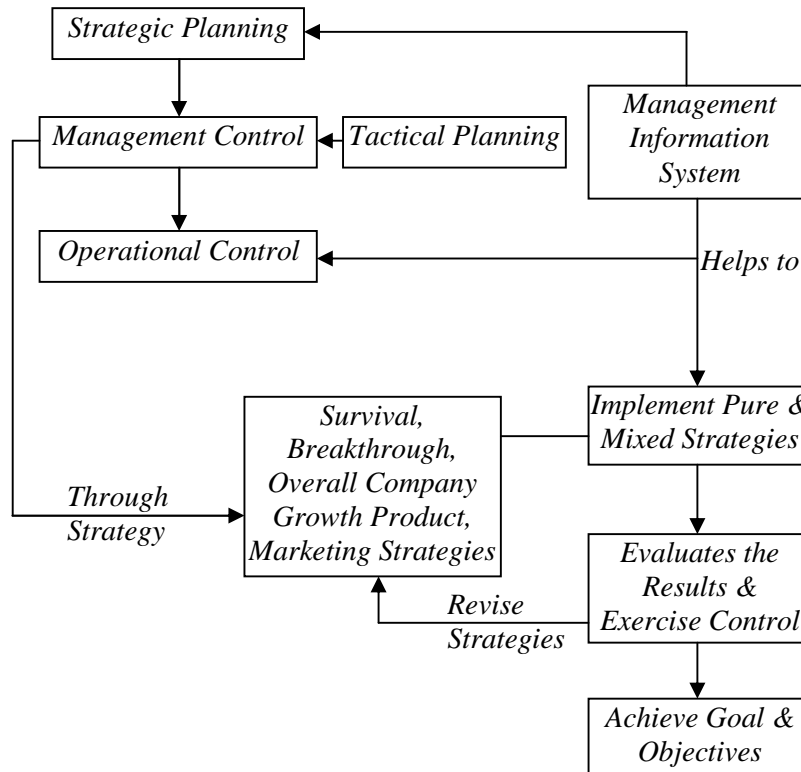 Strategic Planning
Management
Information
System
Management Control
Tactical Planning
Operational Control
Helps to
Implement Pure &
Mixed Strategies
Survival,
Breakthrough,
Overall Company
Growth Product,
Marketing Strategies
Through
Strategy
Evaluates the
Results &
Exercise Control
Revise
Strategies
Achieve Goal &
Objectives